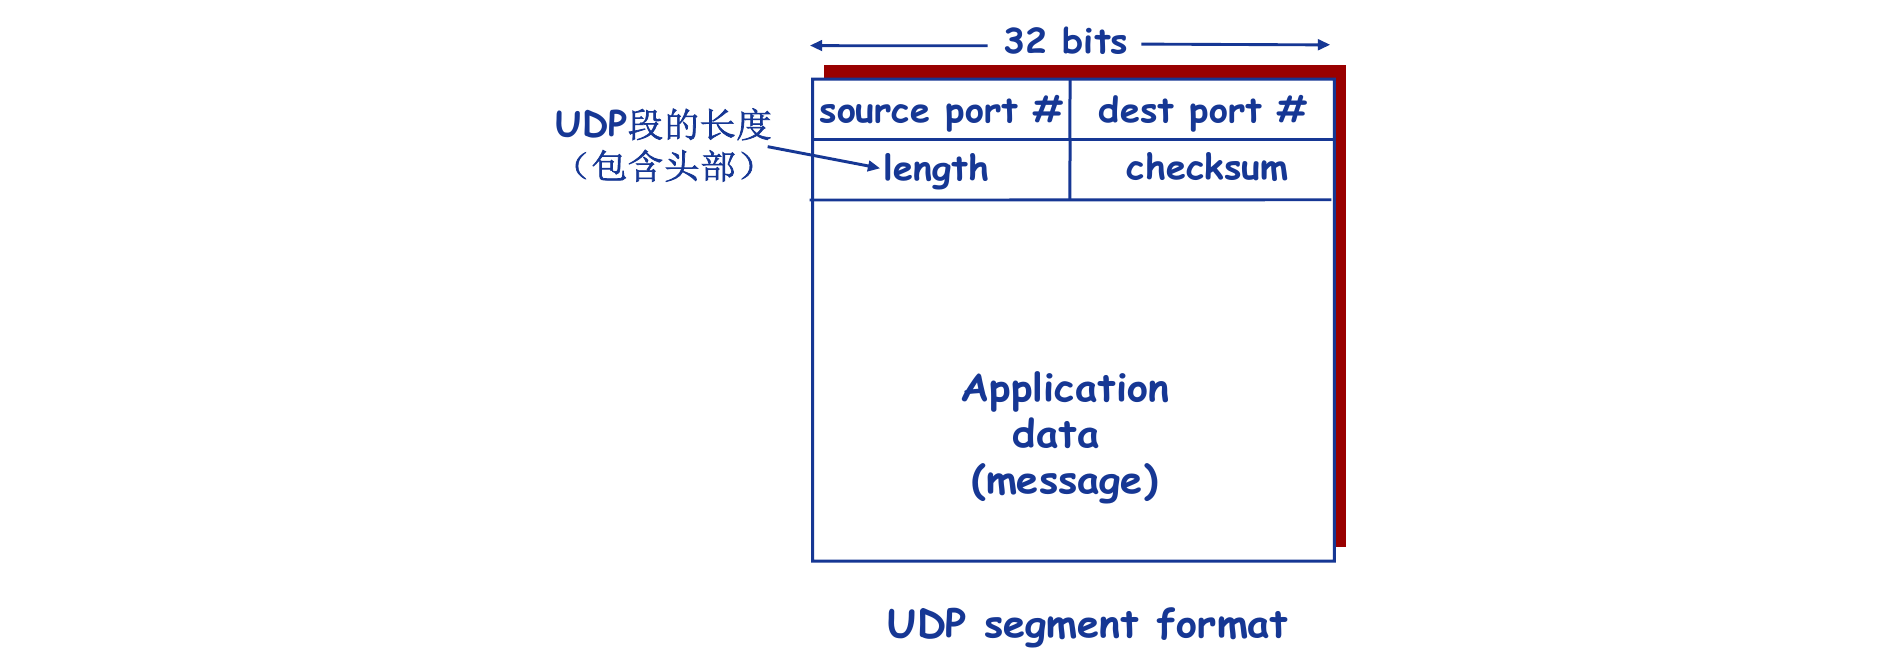 32 bits
source port #
dest port #
UDP段的长度
（包含头部）
length
checksum
Application
data
(message)
UDP segment format